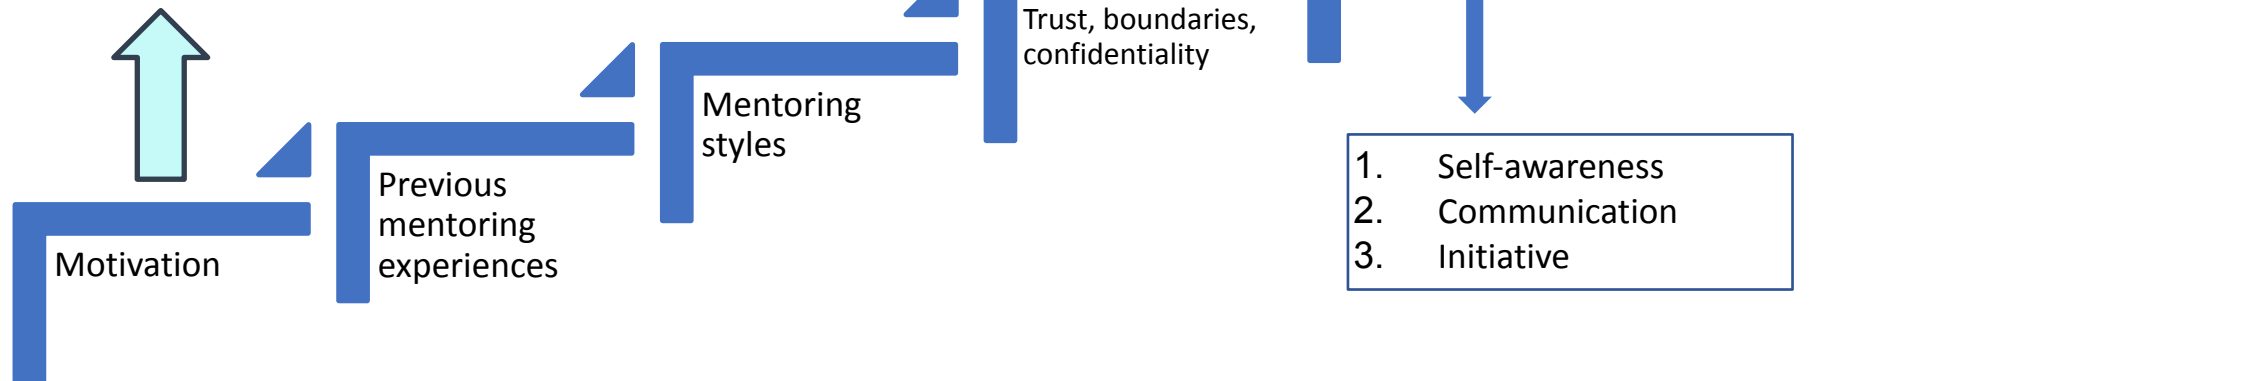 Trust, boundaries,
confidentiality
Mentoring
styles
Previous
mentoring
experiences
Motivation
1. Self-awareness
2. Communication
3. Initiative